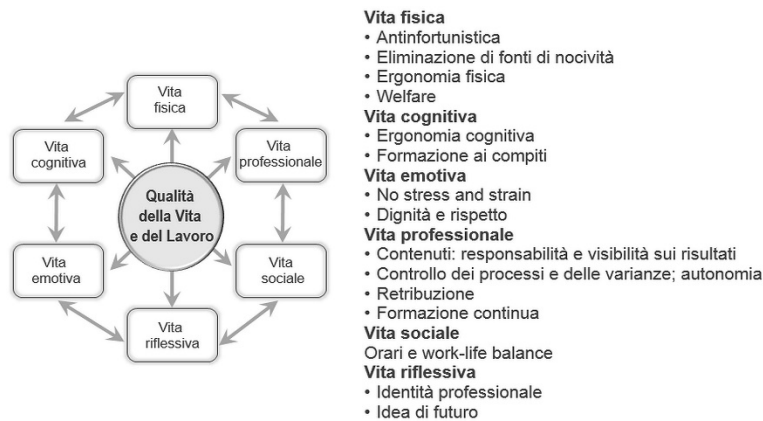 Vita
fisica
Vita
cognitiva
Vita
professionale
Qualità
della Vita
e del Lavoro
Vita
emotiva
Vita
sociale
Vita
riflessiva
Vita fisica
• Antinfortunistica
• Eliminazione di fonti di nocività
• Ergonomia fisica
• Welfare
Vita cognitiva
• Ergonomia cognitiva
• Formazione ai compiti
Vita emotiva
• No stress and strain
• Dignità e rispetto
Vita professionale
• Contenuti: responsabilità e visibilità sui risultati
• Controllo dei processi e delle varianze; autonomia
• Retribuzione
• Formazione continua
Vita sociale
Orari e work-life balance
Vita riflessiva
• Identità professionale
• Idea di futuro